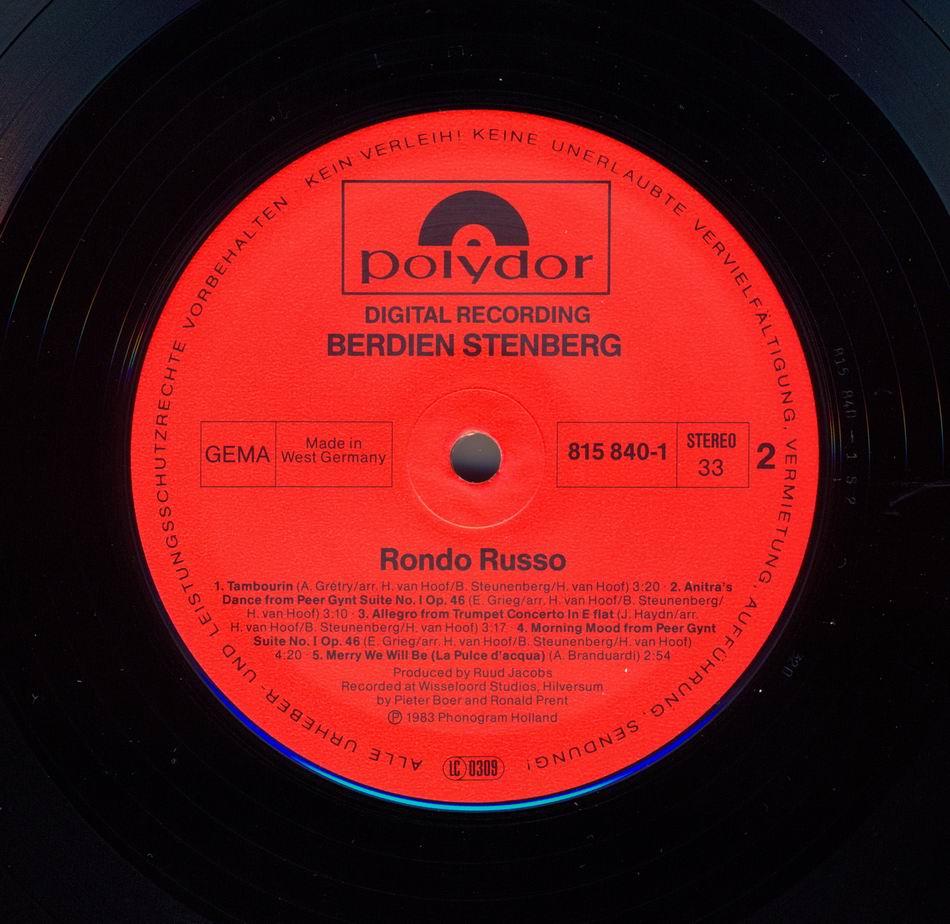 ALLE URHEBER- UND LEISTUNGSSCHUTZRECHTE VORBEHALTEN KEIN VERLEIH! KEINE UNERLAUBTE VERVIELFÄLTIGUNG, VERMIETUNG, AUFFÜHRUNG, SENDUNG!
polydor
DIGITAL RECORDING
BERDIEN STENBERG
GEMA
Made in
West Germany
815 840-1
STEREO
33
2
Rondo Russo
1. Tambourin (A. Grétry/arr. H. van Hoof/B. Steunenberg/H. van Hoof) 3:20 · 2. Anitra's
Dance from Peer Gynt Suite No. I Op. 46 (E. Grieg/arr. H. van Hoof/B. Steunenberg/
H. van Hoof) 3:10 · 3. Allegro from Trumpet Concerto In E flat (J. Haydn/arr.
H. van Hoof/B. Steunenberg/H. van Hoof) 3:17 · 4. Morning Mood from Peer Gynt
Suite No. I Op. 46 (E. Grieg/arr. H. van Hoof/B. Steunenberg/H. van Hoof)
4:20 · 5. Merry We Will Be (La Pulce d'acqua) (A. Branduardi) 2:54
Produced by Ruud Jacobs
Recorded at Wisseloord Studios, Hilversum
by Pieter Boer and Ronald Prent
Ⓟ 1983 Phonogram Holland
LC 0309
815 840-1 S 2